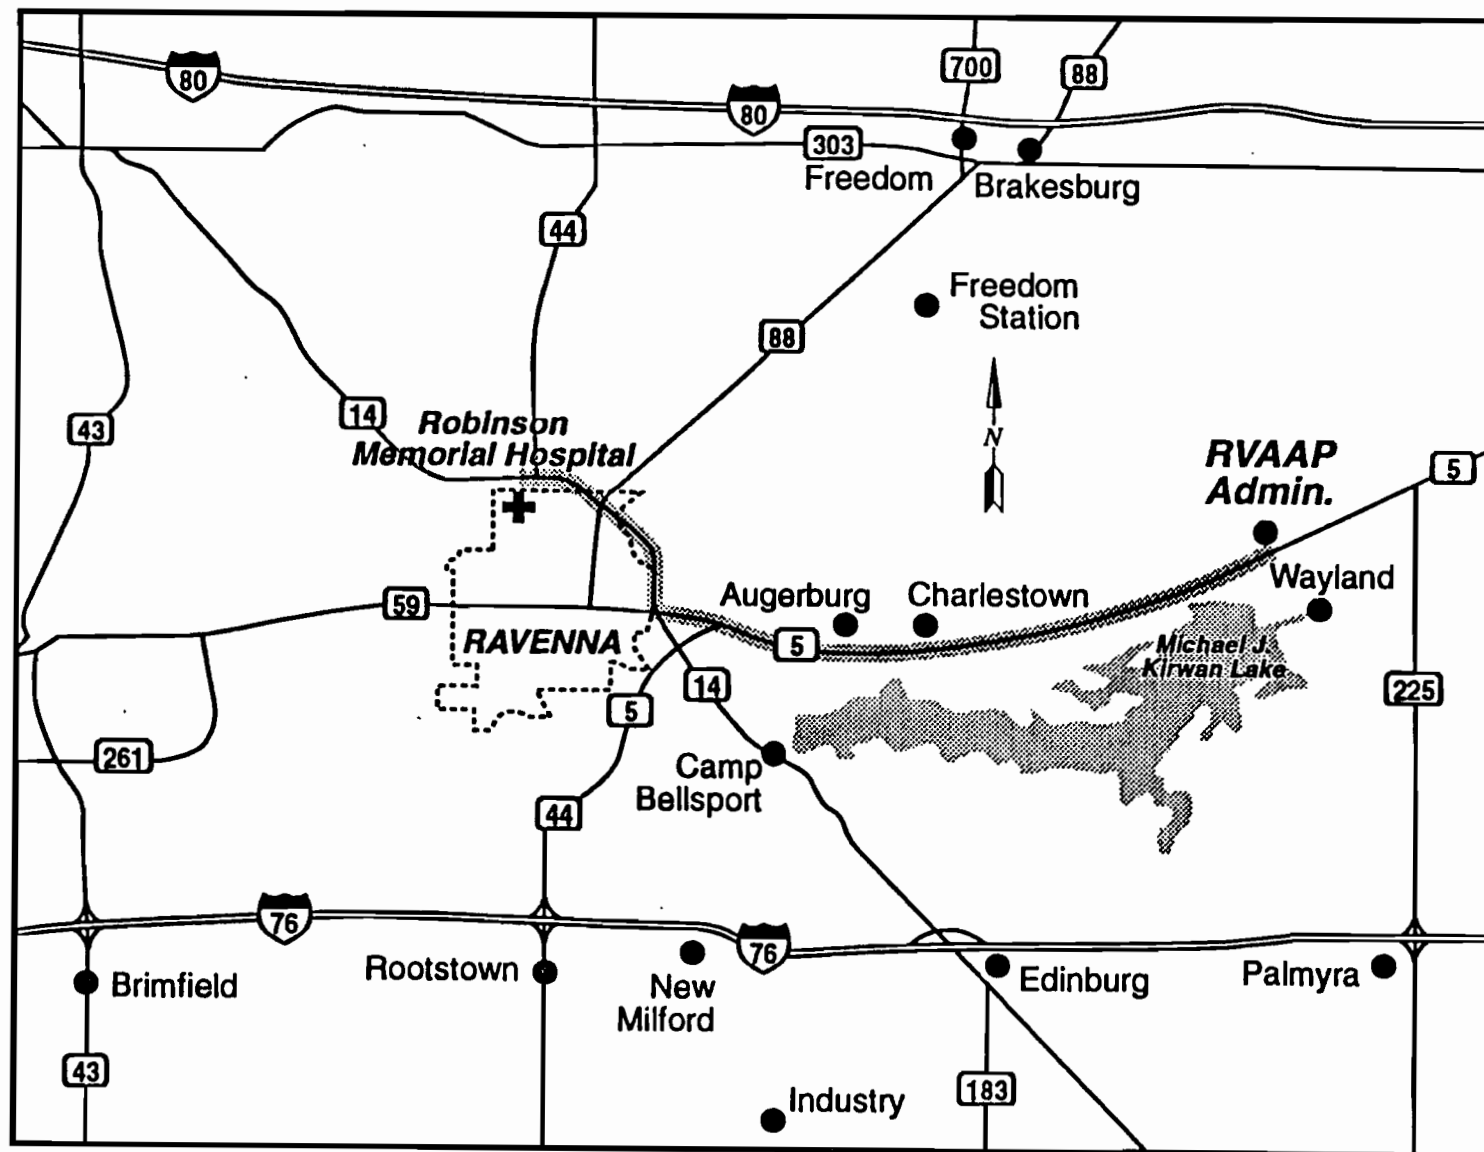 80
700
88
80
303
Freedom
Brakesburg
44
Freedom
Station
88
14
43
Robinson
Memorial Hospital
N
RVAAP
Admin.
5
59
Augerburg
Charlestown
Wayland
RAVENNA
5
Michael J.
Kirwan Lake
14
5
225
261
Camp
Bellsport
44
76
76
Brimfield
Rootstown
New
Milford
Edinburg
Palmyra
43
Industry
183